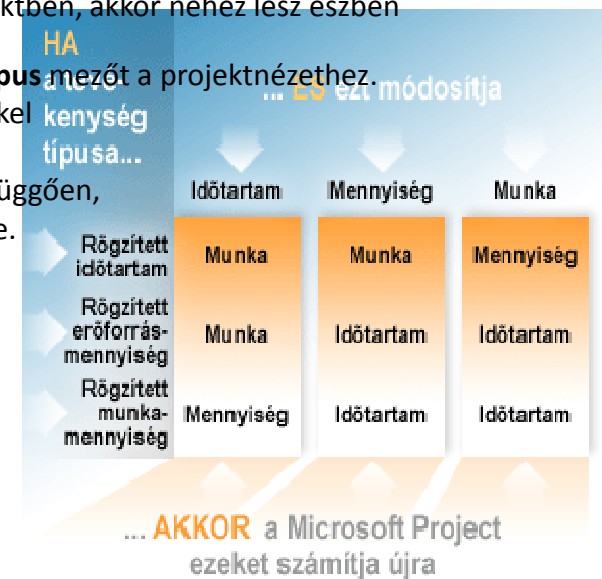 ktben, akkor nehéz lesz észben
HA
pus mezőt a projektnézethez.
a tevé-
... ÉS ezt módosítja
kel
kenység
típusa...
üggően,
e.
Időtartam Mennyiség Munka
Rögzített
időtartam
Munka Munka Mennyiség
Rögzített
erőforrás-
mennyiség
Munka Időtartam Időtartam
Rögzített
munka-
mennyiség
Mennyiség Időtartam Időtartam
... AKKOR a Microsoft Project
ezeket számítja újra